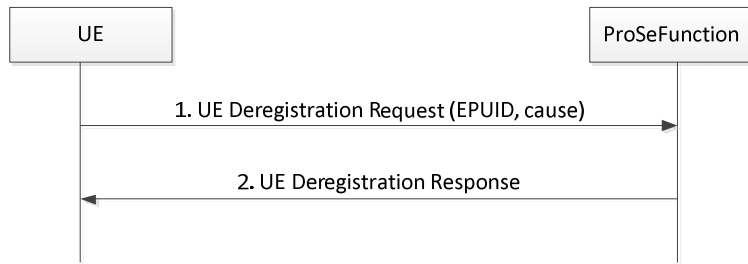 UE
ProSeFunction
1. UE Deregistration Request (EPUID, cause)
2. UE Deregistration Response